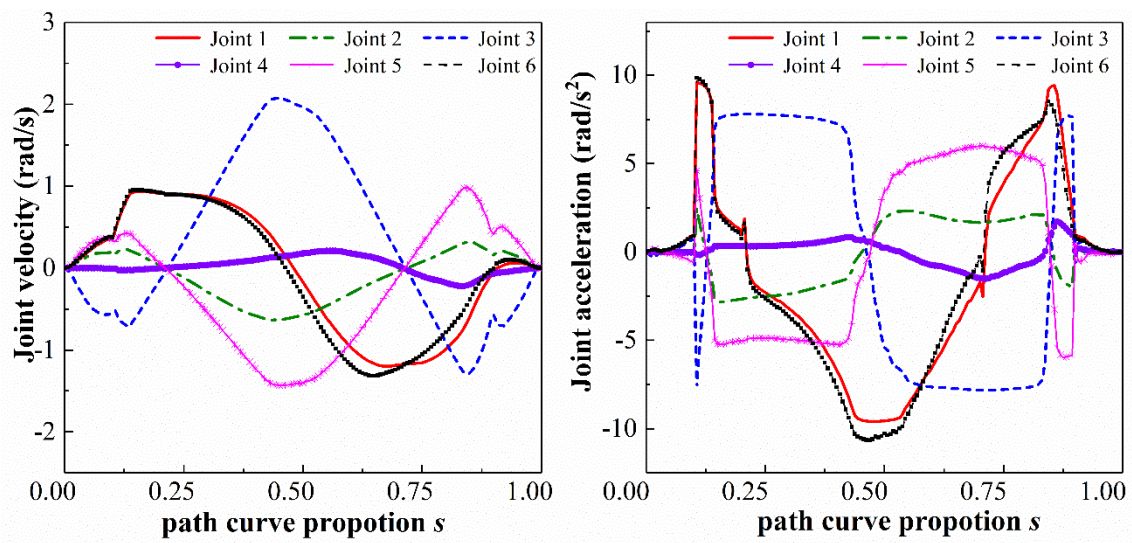 Joint velocity (rad/s)
3
2
1
0
-1
-2
Joint 1 Joint 2 Joint 3
Joint 4 Joint 5 Joint 6
0.00 0.25 0.50 0.75 1.00
path curve propotion s
Joint acceleration (rad/s²)
10
5
0
-5
-10
Joint 1 Joint 2 Joint 3
Joint 4 Joint 5 Joint 6
0.00 0.25 0.50 0.75 1.00
path curve propotion s